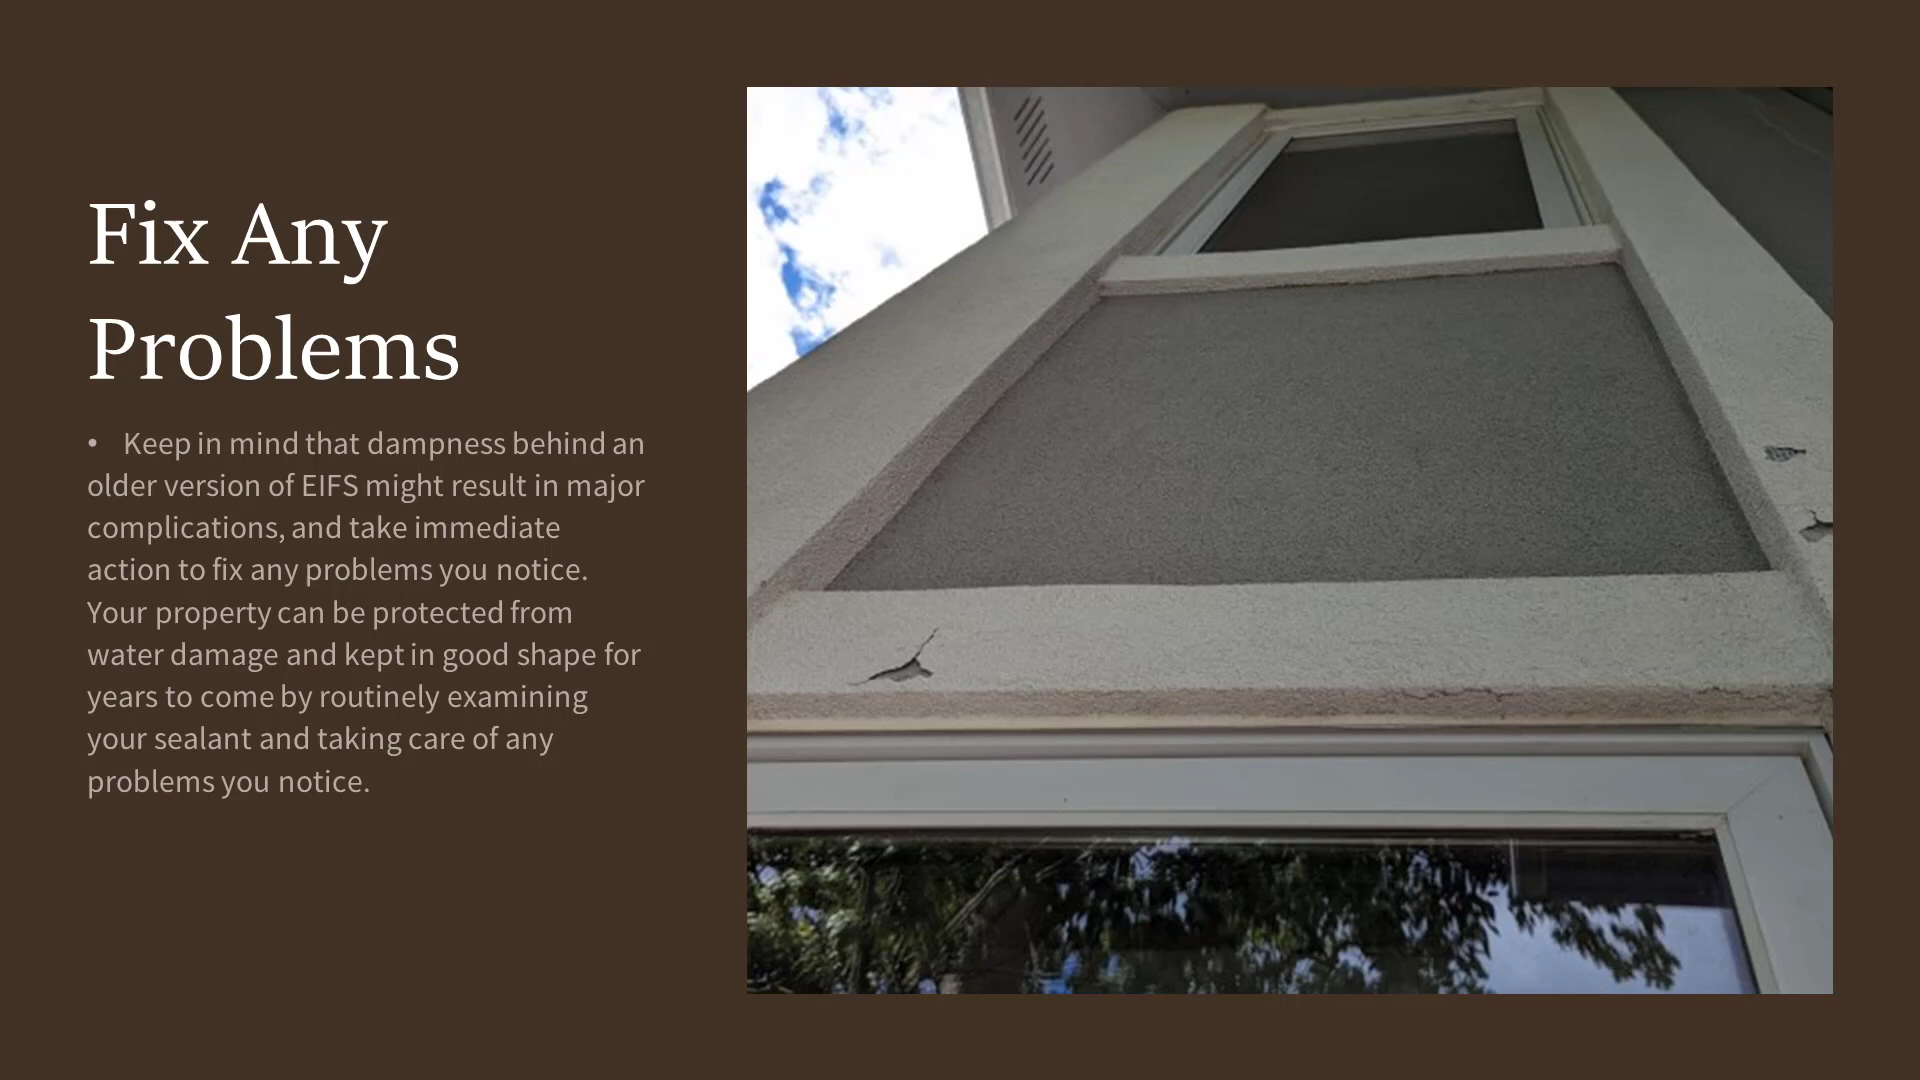 Fix Any
Problems
• Keep in mind that dampness behind an
older version of EIFS might result in major
complications, and take immediate
action to fix any problems you notice.
Your property can be protected from
water damage and kept in good shape for
years to come by routinely examining
your sealant and taking care of any
problems you notice.